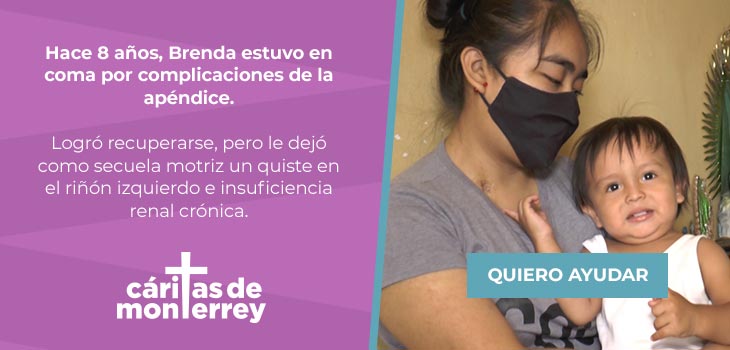 Hace 8 años, Brenda estuvo en
coma por complicaciones de la
apéndice.
Logró recuperarse, pero le dejó
como secuela motriz un quiste en
el riñón izquierdo e insuficiencia
renal crónica.
cáritas de
monterrey
QUIERO AYUDAR